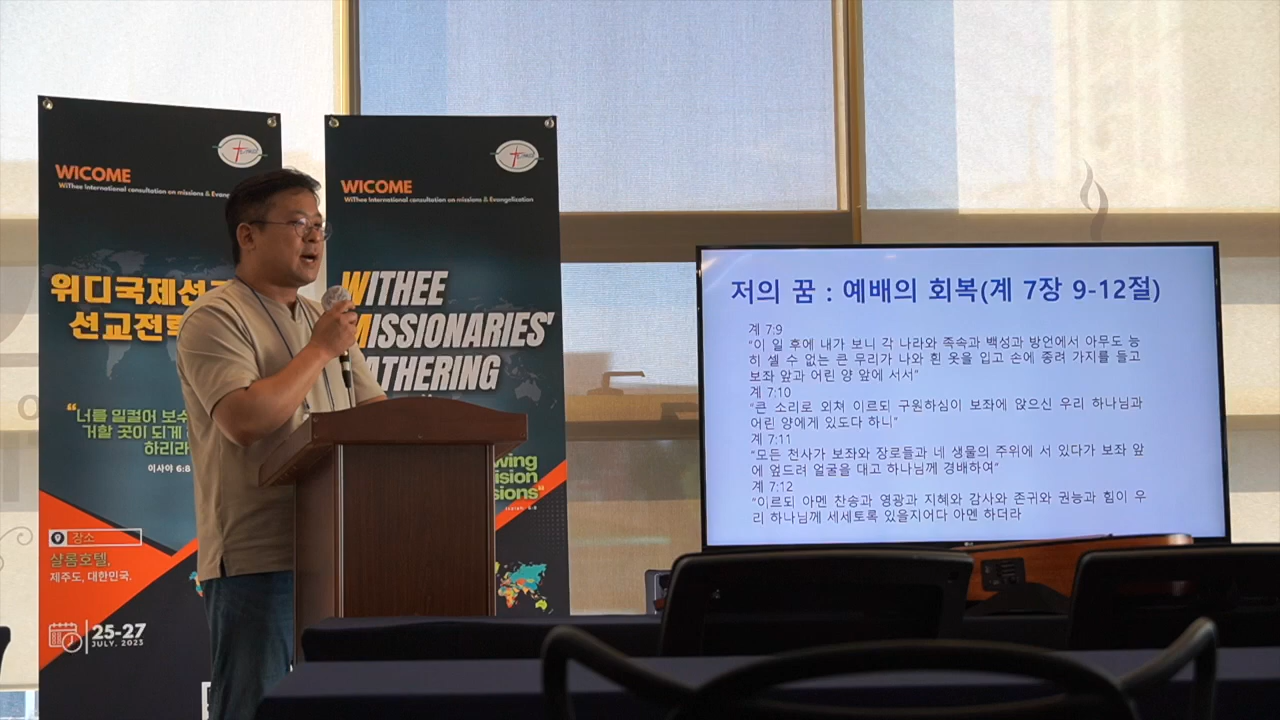 WICOME
WiThee International consultation on missions &
위디국제선교
선교전략
"너를 일컬어 보수
거할 곳이 되게
하리라
이사야 6:8
장소
샬롬호텔,
제주도, 대한민국.
25-27
JULY, 2023
WICOME
WiThee International consultation on missions & Evangelization
WITHEE
MISSIONARIES'
GATHERING
sions"
Isaiah 6:8
저의 꿈 : 예배의 회복(계 7장 9-12절)
계 7:9
"이 일 후에 내가 보니 각 나라와 족속과 백성과 방언에서 아무도 능
히 셀 수 없는 큰 무리가 나와 흰 옷을 입고 손에 종려 가지를 들고
보좌 앞과 어린 양 앞에 서서"
계 7:10
"큰 소리로 외쳐 이르되 구원하심이 보좌에 앉으신 우리 하나님과
어린 양에게 있도다 하니"
계 7:11
"모든 천사가 보좌와 장로들과 네 생물의 주위에 서 있다가 보좌 앞
에 엎드려 얼굴을 대고 하나님께 경배하여"
계 7:12
"이르되 아멘 찬송과 영광과 지혜와 감사와 존귀와 권능과 힘이 우
리 하나님께 세세토록 있을지어다 아멘 하더라